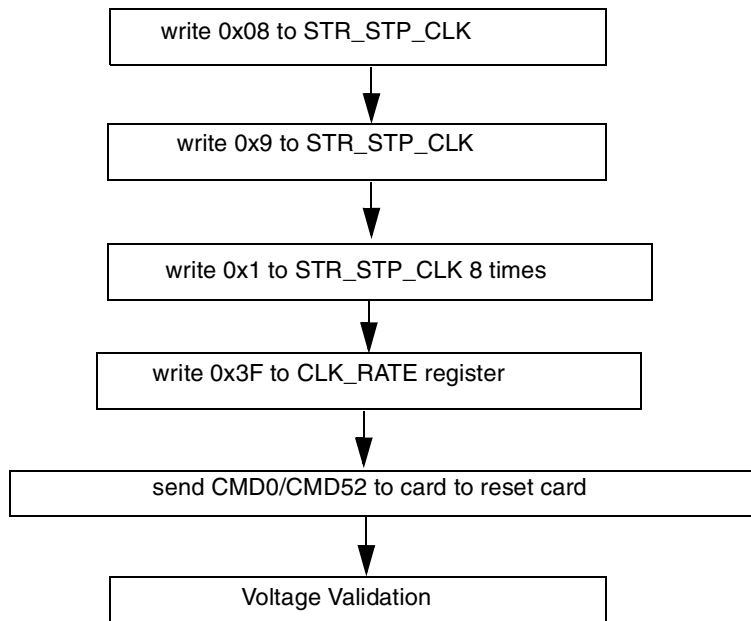 write 0x08 to STR_STP_CLK
write 0x9 to STR_STP_CLK
write 0x1 to STR_STP_CLK 8 times
write 0x3F to CLK_RATE register
send CMD0/CMD52 to card to reset card
Voltage Validation